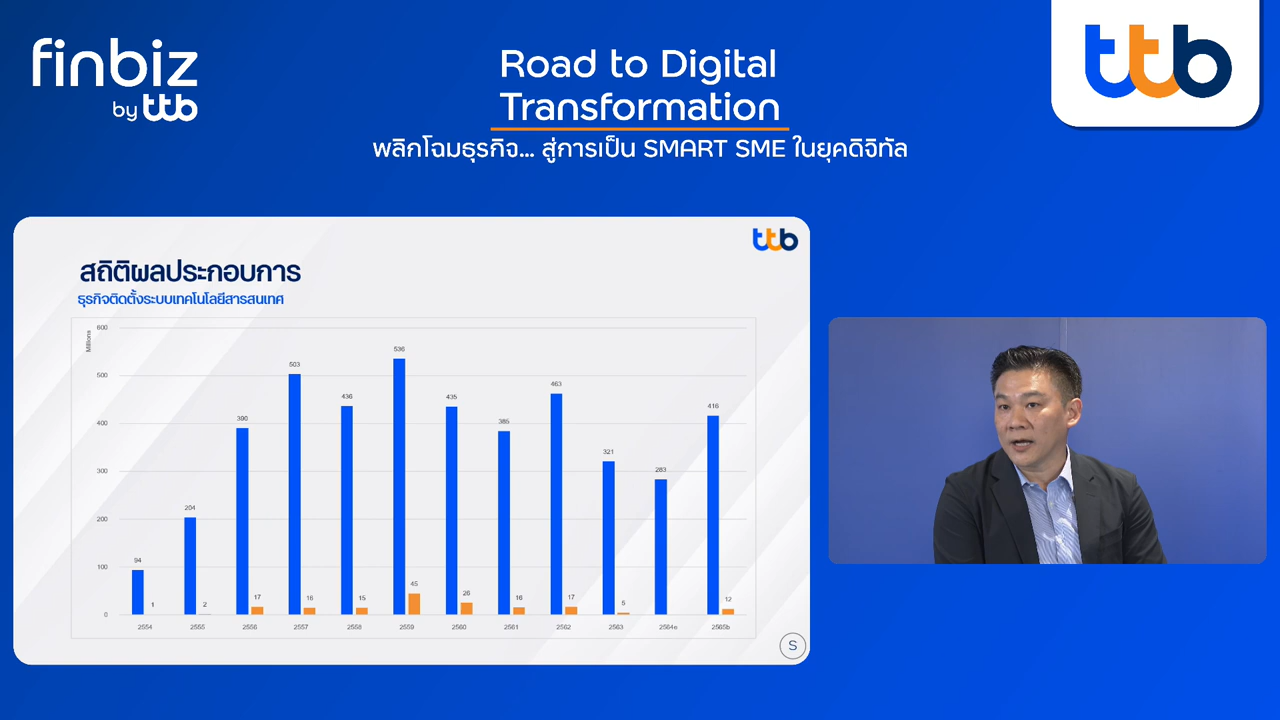 finbiz
by ttb
Road to Digital
Transformation
พลิกโฉมธุรกิจ... สู่การเป็น SMART SME ในยุคดิจิทัล
ttb
ttb
สถิติผลประกอบการ
ธุรกิจติดตั้งระบบเทคโนโลยีสารสนเทศ
Millions
600
500
400
300
200
100
0
94 1
204 2
390 17
503 16
436 15
536 45
435 26
385 16
463 17
321 5
283
416 12
2554 2555 2556 2557 2558 2559 2560 2561 2562 2563 2564e 2565b
S